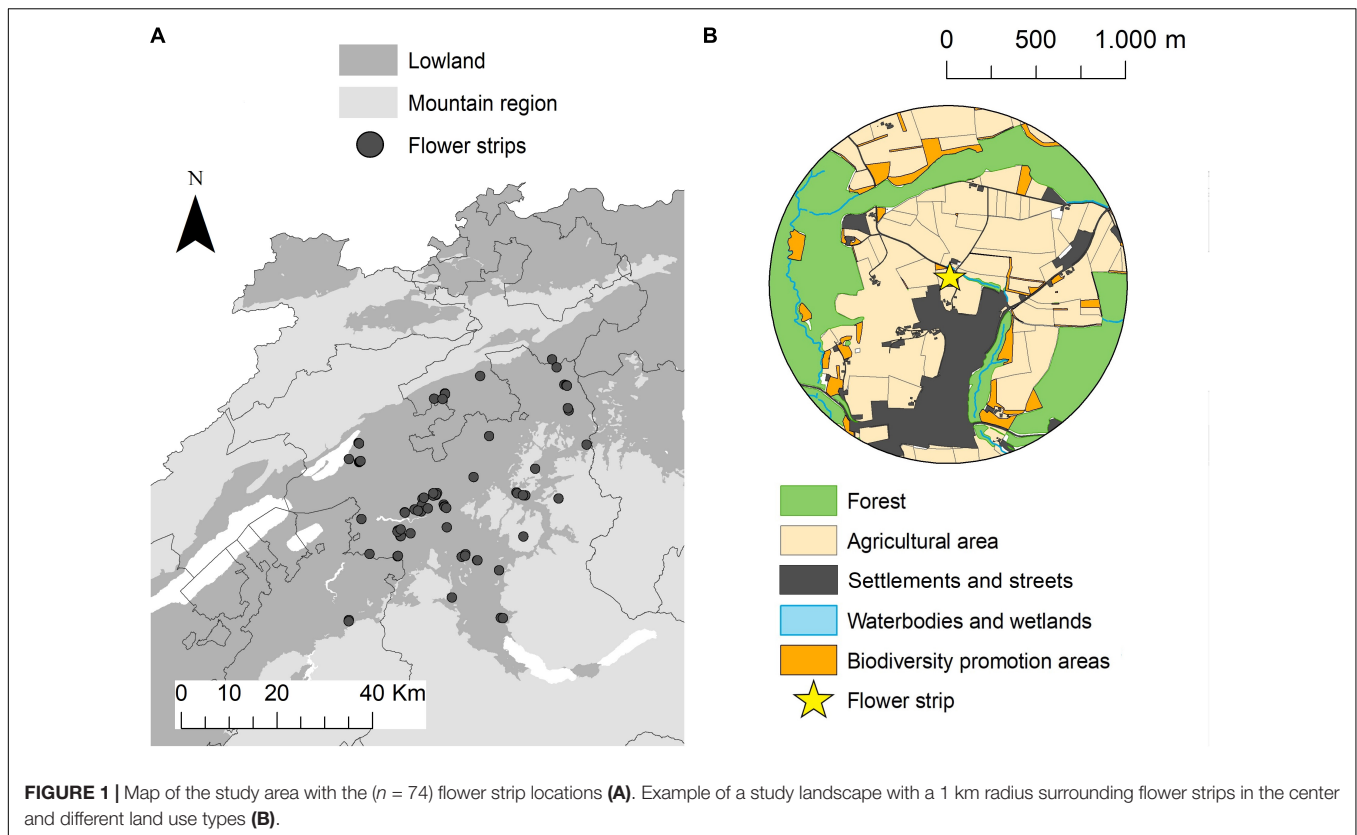 A
Lowland
Mountain region
Flower strips
N
0 10 20 40 Km
B
0 500 1.000 m
Forest
Agricultural area
Settlements and streets
Waterbodies and wetlands
Biodiversity promotion areas
Flower strip
FIGURE 1 | Map of the study area with the (n = 74) flower strip locations (A). Example of a study landscape with a 1 km radius surrounding flower strips in the center
and different land use types (B).